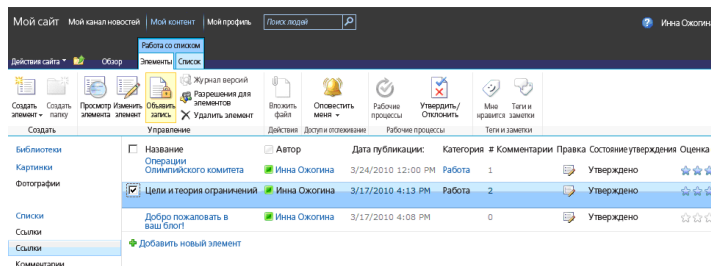 Мой сайт Мой канал новостей Мой контент Мой профиль Поиск людей Инна Ожогина
Работа со списком
Действия сайта Обзор Элементы Список
Журнал версий
Разрешения для элементов
Удалить элемент
Создать элемент Создать папку Просмотр элемента Изменить элемент Объявить запись Вложить файл Оповестить меня Рабочие процессы Утвердить/Отклонить Мне нравится Теги и заметки
Создать Управление Действия Доступ и отслеживание Рабочие процессы Теги и заметки
Библиотеки
Картинки
Фотографии
Списки
Ссылки
Ссылки
Комментарии
Название Автор Дата публикации: Категория # Комментарии Правка Состояние утверждения Оценка
Операции
Олимпийского комитета Инна Ожогина 3/24/2010 12:00 PM Работа 1 Утверждено
Цели и теория ограничений Инна Ожогина 3/17/2010 4:13 PM Работа 2 Утверждено
Добро пожаловать в Инна Ожогина 3/17/2010 4:08 PM 0 Утверждено
ваш блог!
Добавить новый элемент